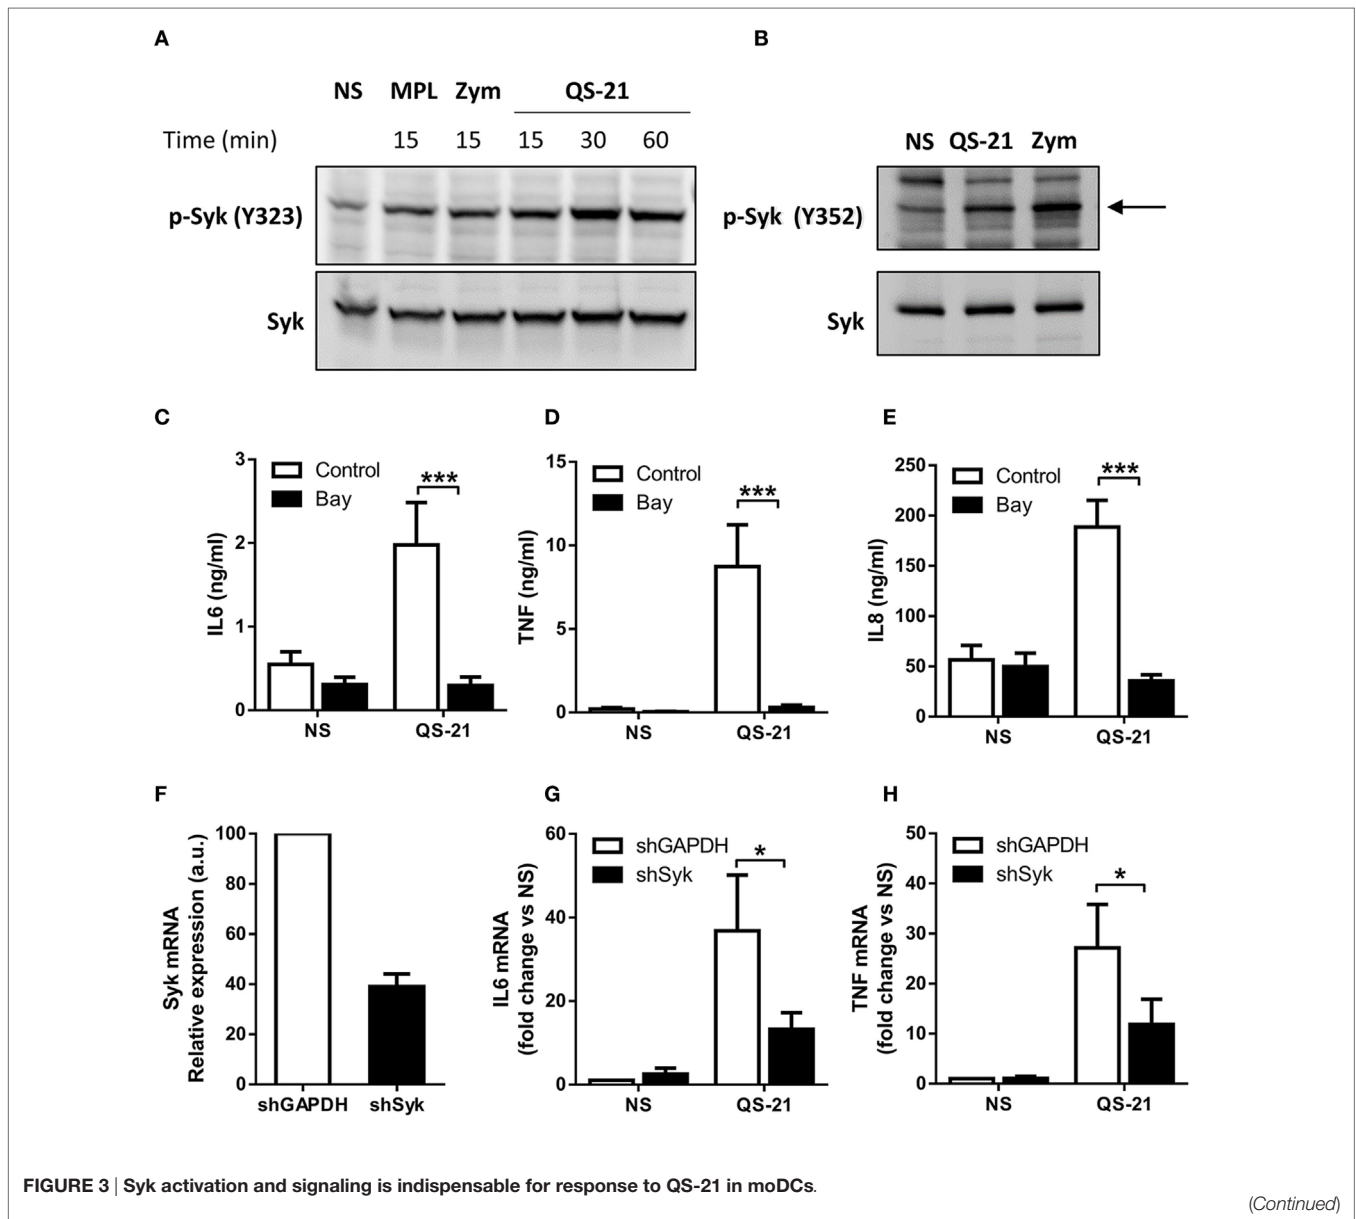 A
B
NS MPL Zym QS-21
Time (min) 15 15 15 30 60
NS QS-21 Zym
p-Syk (Y323)
p-Syk (Y352)
Syk
Syk
C
D
E
3
2
1
0
IL6 (ng/ml)
Control
Bay
***
NS QS-21
15
10
5
0
TNF (ng/ml)
Control
Bay
***
NS QS-21
250
200
150
100
50
0
IL8 (ng/ml)
Control
Bay
***
NS QS-21
F
G
H
100
80
60
40
20
0
Syk mRNA
Relative expression (a.u.)
shGAPDH shSyk
60
40
20
0
IL6 mRNA
(fold change vs NS)
shGAPDH
shSyk
*
NS QS-21
50
40
30
20
10
0
TNF mRNA
(fold change vs NS)
shGAPDH
shSyk
*
NS QS-21
FIGURE 3 | Syk activation and signaling is indispensable for response to QS-21 in moDCs.
(Continued)